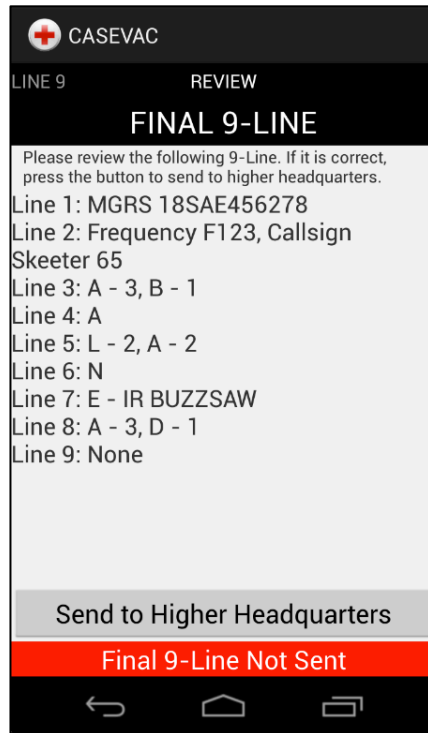 CASEVAC
LINE 9 REVIEW
FINAL 9-LINE
Please review the following 9-Line. If it is correct,
press the button to send to higher headquarters.
Line 1: MGRS 18SAE456278
Line 2: Frequency F123, Callsign
Skeeter 65
Line 3: A - 3, B - 1
Line 4: A
Line 5: L - 2, A - 2
Line 6: N
Line 7: E - IR BUZZSAW
Line 8: A - 3, D - 1
Line 9: None
Send to Higher Headquarters
Final 9-Line Not Sent